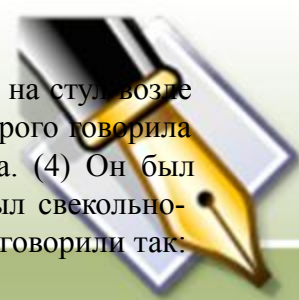 на стул возле
рого говорила
а. (4) Он был
ыл свекольно-
говорили так: